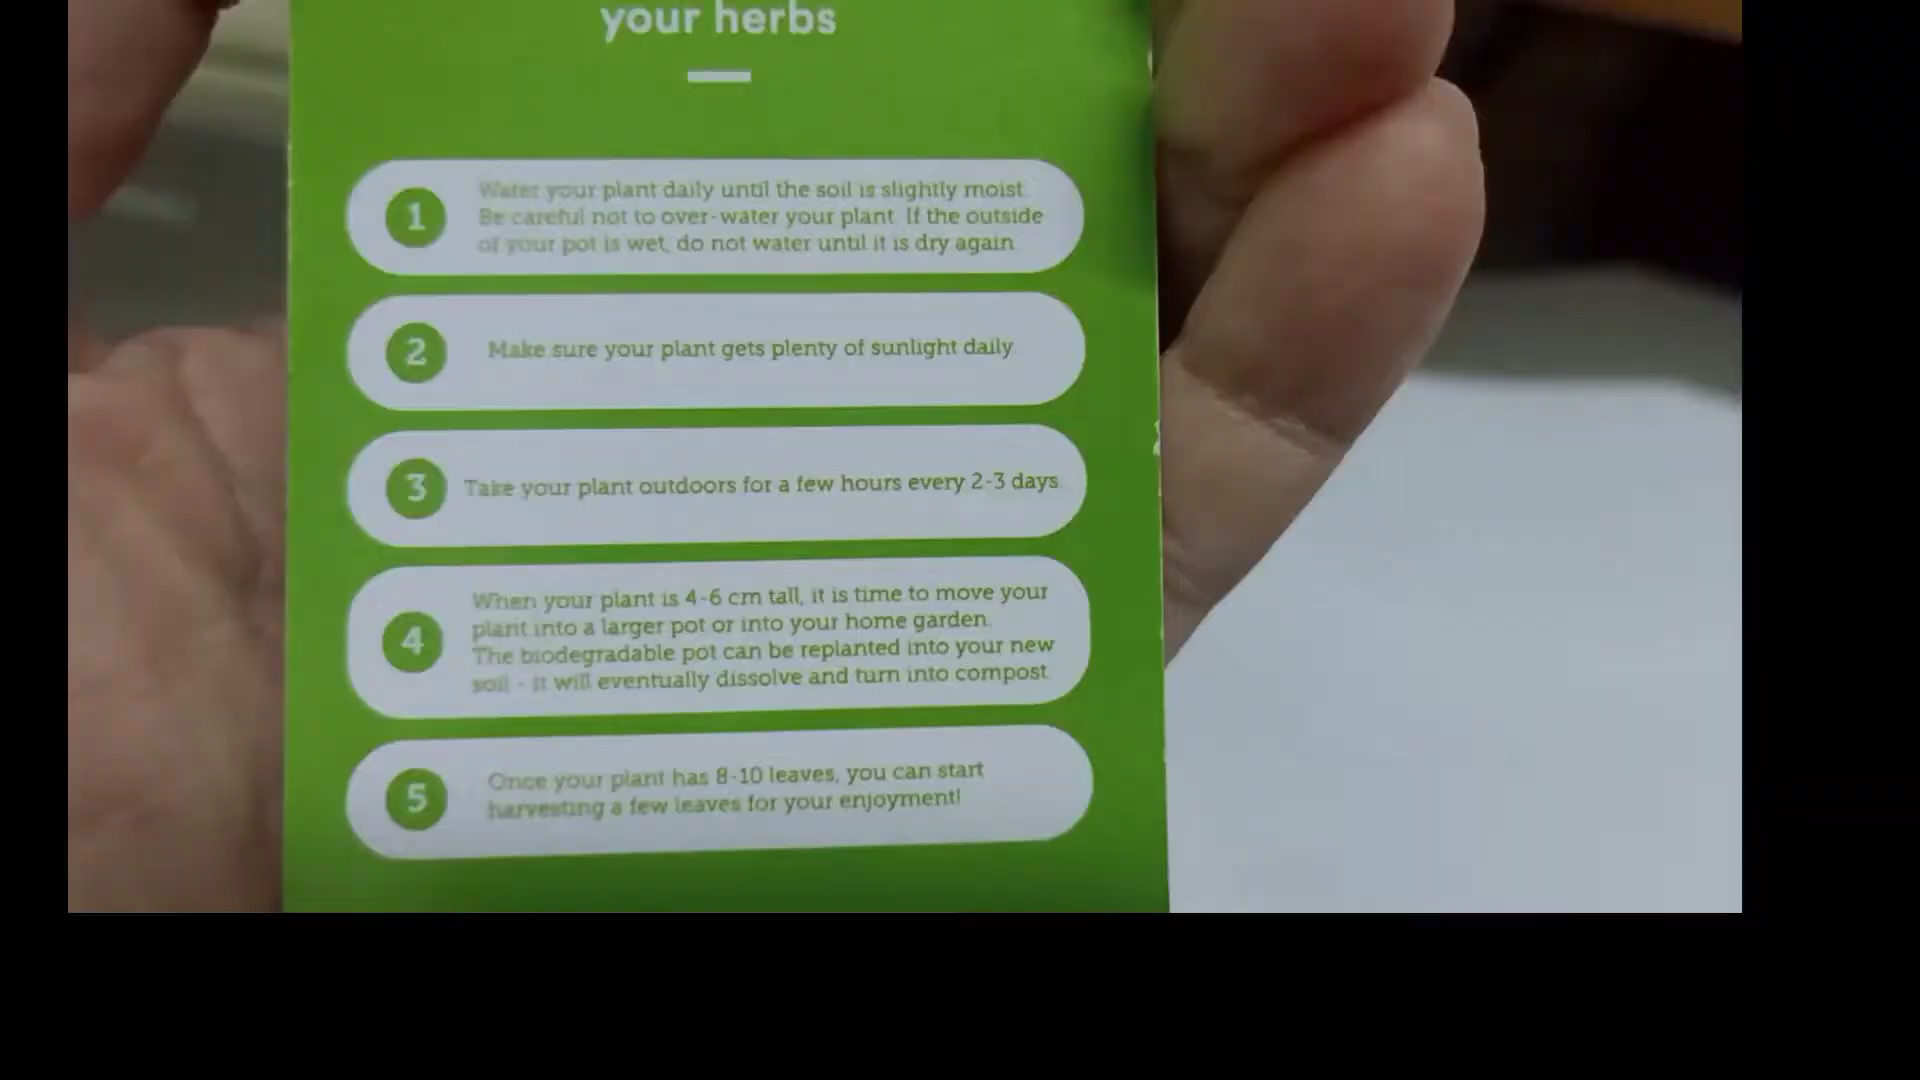 your herbs
1
Water your plant daily until the soil is slightly moist.
Be careful not to over-water your plant. If the outside
of your pot is wet, do not water until it is dry again.
2
Make sure your plant gets plenty of sunlight daily.
3
Take your plant outdoors for a few hours every 2-3 days.
4
When your plant is 4-6 cm tall, it is time to move your
plant into a larger pot or into your home garden.
The biodegradable pot can be replanted into your new
soil - it will eventually dissolve and turn into compost.
5
Once your plant has 8-10 leaves, you can start
harvesting a few leaves for your enjoyment!